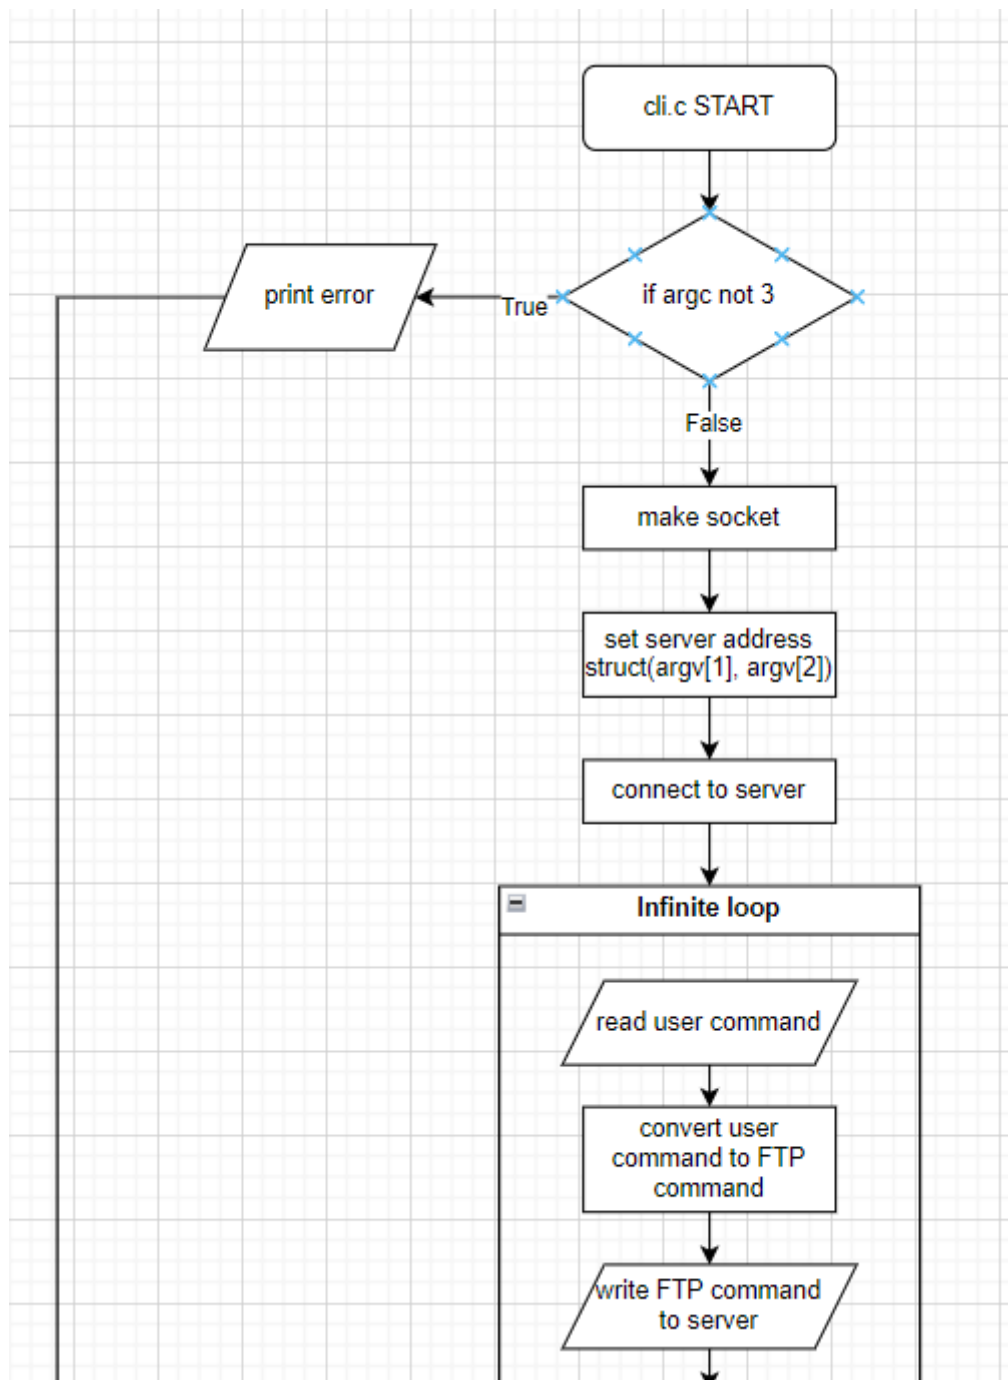 cli.c START
if argc not 3
print error
True
False
make socket
set server address
struct(argv[1], argv[2])
connect to server
Infinite loop
read user command
convert user
command to FTP
command
write FTP command
to server